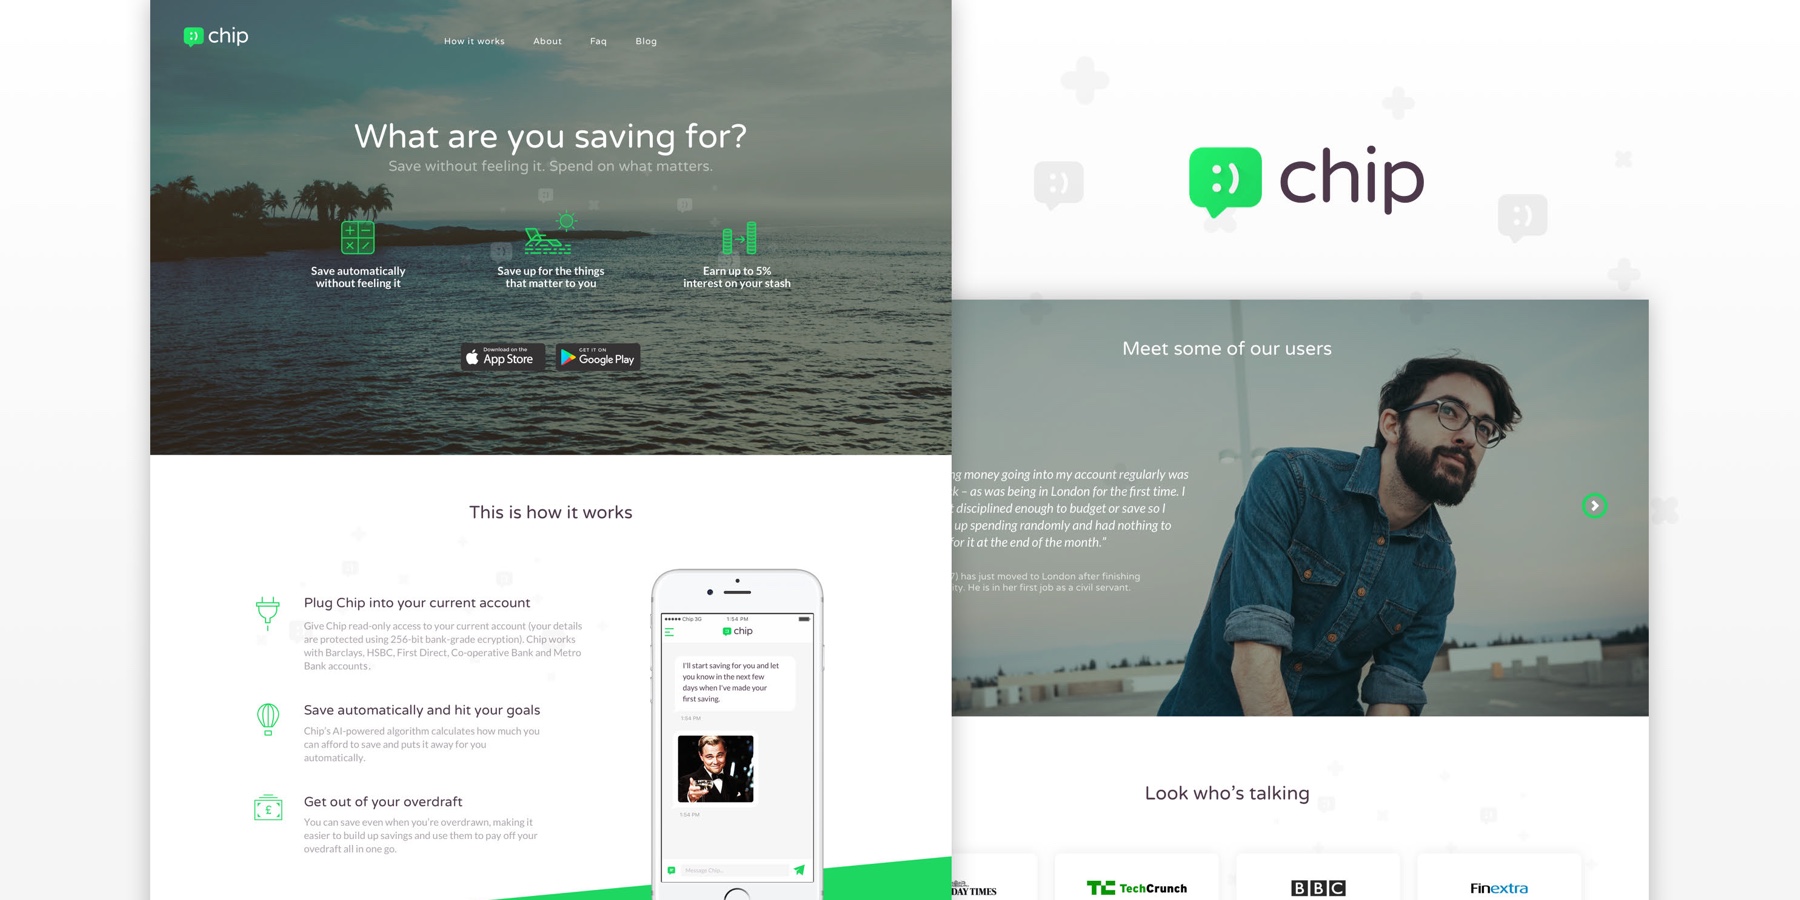 :) chip
How it works About Faq Blog
What are you saving for?
Save without feeling it. Spend on what matters.
Save automatically
without feeling it
Save up for the things
that matter to you
Earn up to 5%
interest on your stash
Download on the
App Store
GET IT ON
Google Play
This is how it works
Plug Chip into your current account
Give Chip read-only access to your current account (your details
are protected using 256-bit bank-grade ecryption). Chip works
with Barclays, HSBC, First Direct, Co-operative Bank and Metro
Bank accounts.
Save automatically and hit your goals
Chip's AI-powered algorithm calculates how much you
can afford to save and puts it away for you
automatically.
£
Get out of your overdraft
You can save even when you're overdrawn, making it
easier to build up savings and use them to pay off your
ovedraft all in one go.
Chip 3G 1:54 PM
chip
I'll start saving for you and let
you know in the next few
days when I've made your
first saving.
1:54 PM
1:54 PM
Message Chip...
:) chip
Meet some of our users
ng money going into my account regularly was
k – as was being in London for the first time. I
t disciplined enough to budget or save so I
up spending randomly and had nothing to
for it at the end of the month."
7) has just moved to London after finishing
ity. He is in her first job as a civil servant.
Look who's talking
DAY TIMES
TC TechCrunch
BBC
Finextra